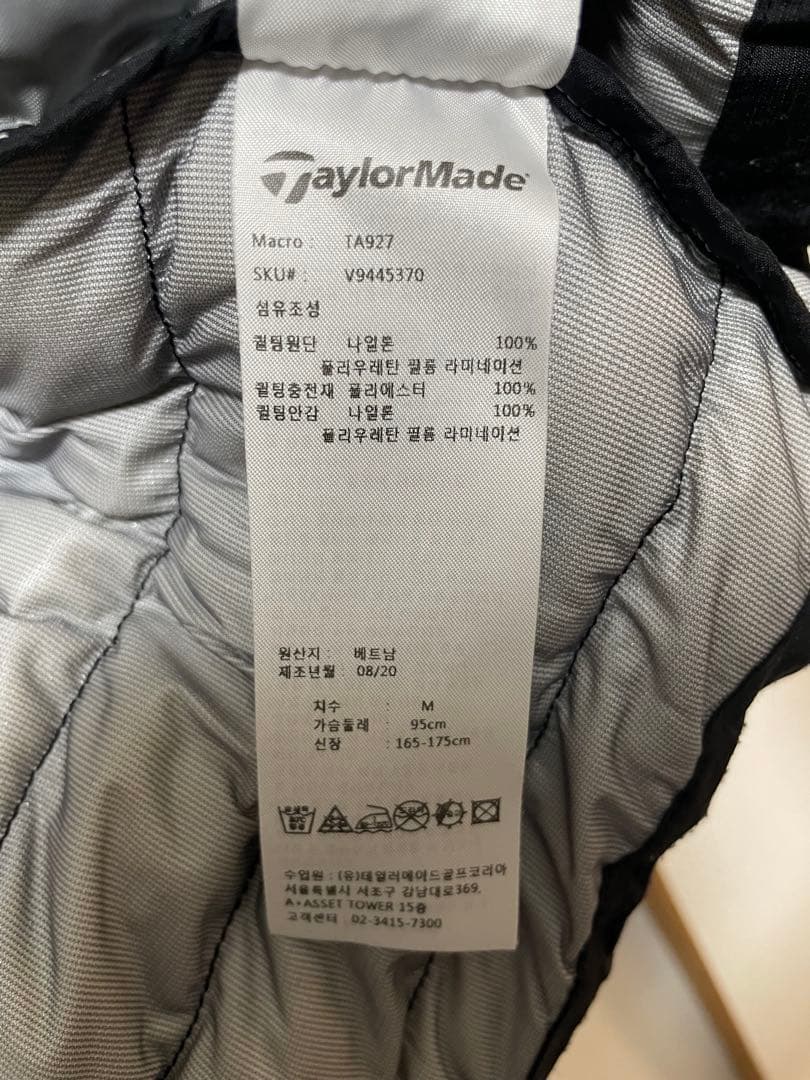 TaylorMade
Macro : TA927
SKU# : V9445370
섬유조성
퀼팅원단 나일론 100%
폴리우레탄 필름 라미네이션
퀼팅충전재 폴리에스터 100%
퀼팅안감 나일론 100%
폴리우레탄 필름 라미네이션
원산지 : 베트남
제조년월 : 08/20
치수 : M
가슴둘레 : 95cm
신장 : 165-175cm
수입원 : (유)테일러메이드골프코리아
서울특별시 서초구 강남대로369,
A+ASSET TOWER 15층
고객센터 : 02-3415-7300